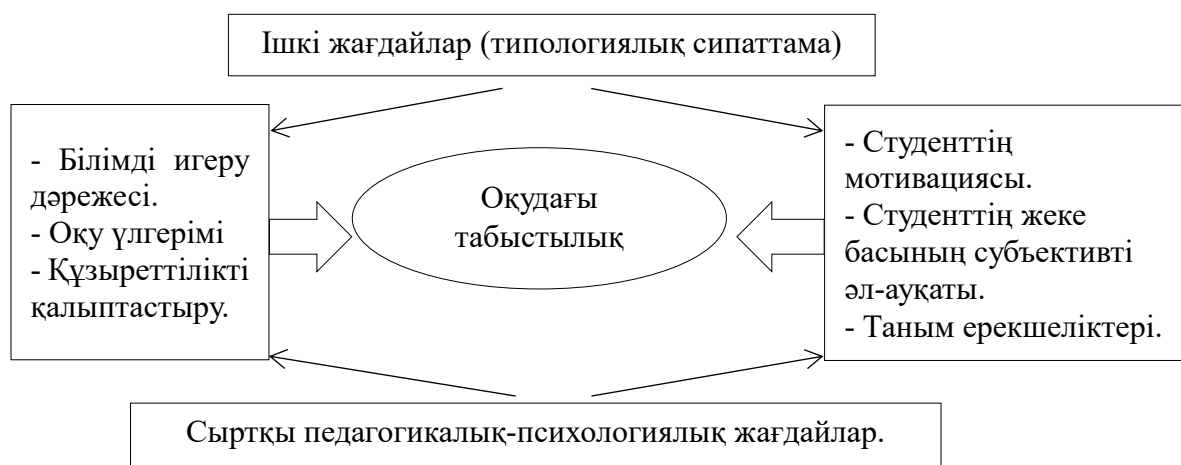 Ішкі жағдайлар (типологиялық сипаттама)
- Білімді игеру
дәрежесі.
- Оқу үлгерімі
- Құзыреттілікті
қалыптастыру.
Оқудағы
табыстылық
- Студенттің
мотивациясы.
- Студенттің жеке
басының субъективті
әл-ауқаты.
- Таным ерекшеліктері.
Сыртқы педагогикалық-психологиялық жағдайлар.